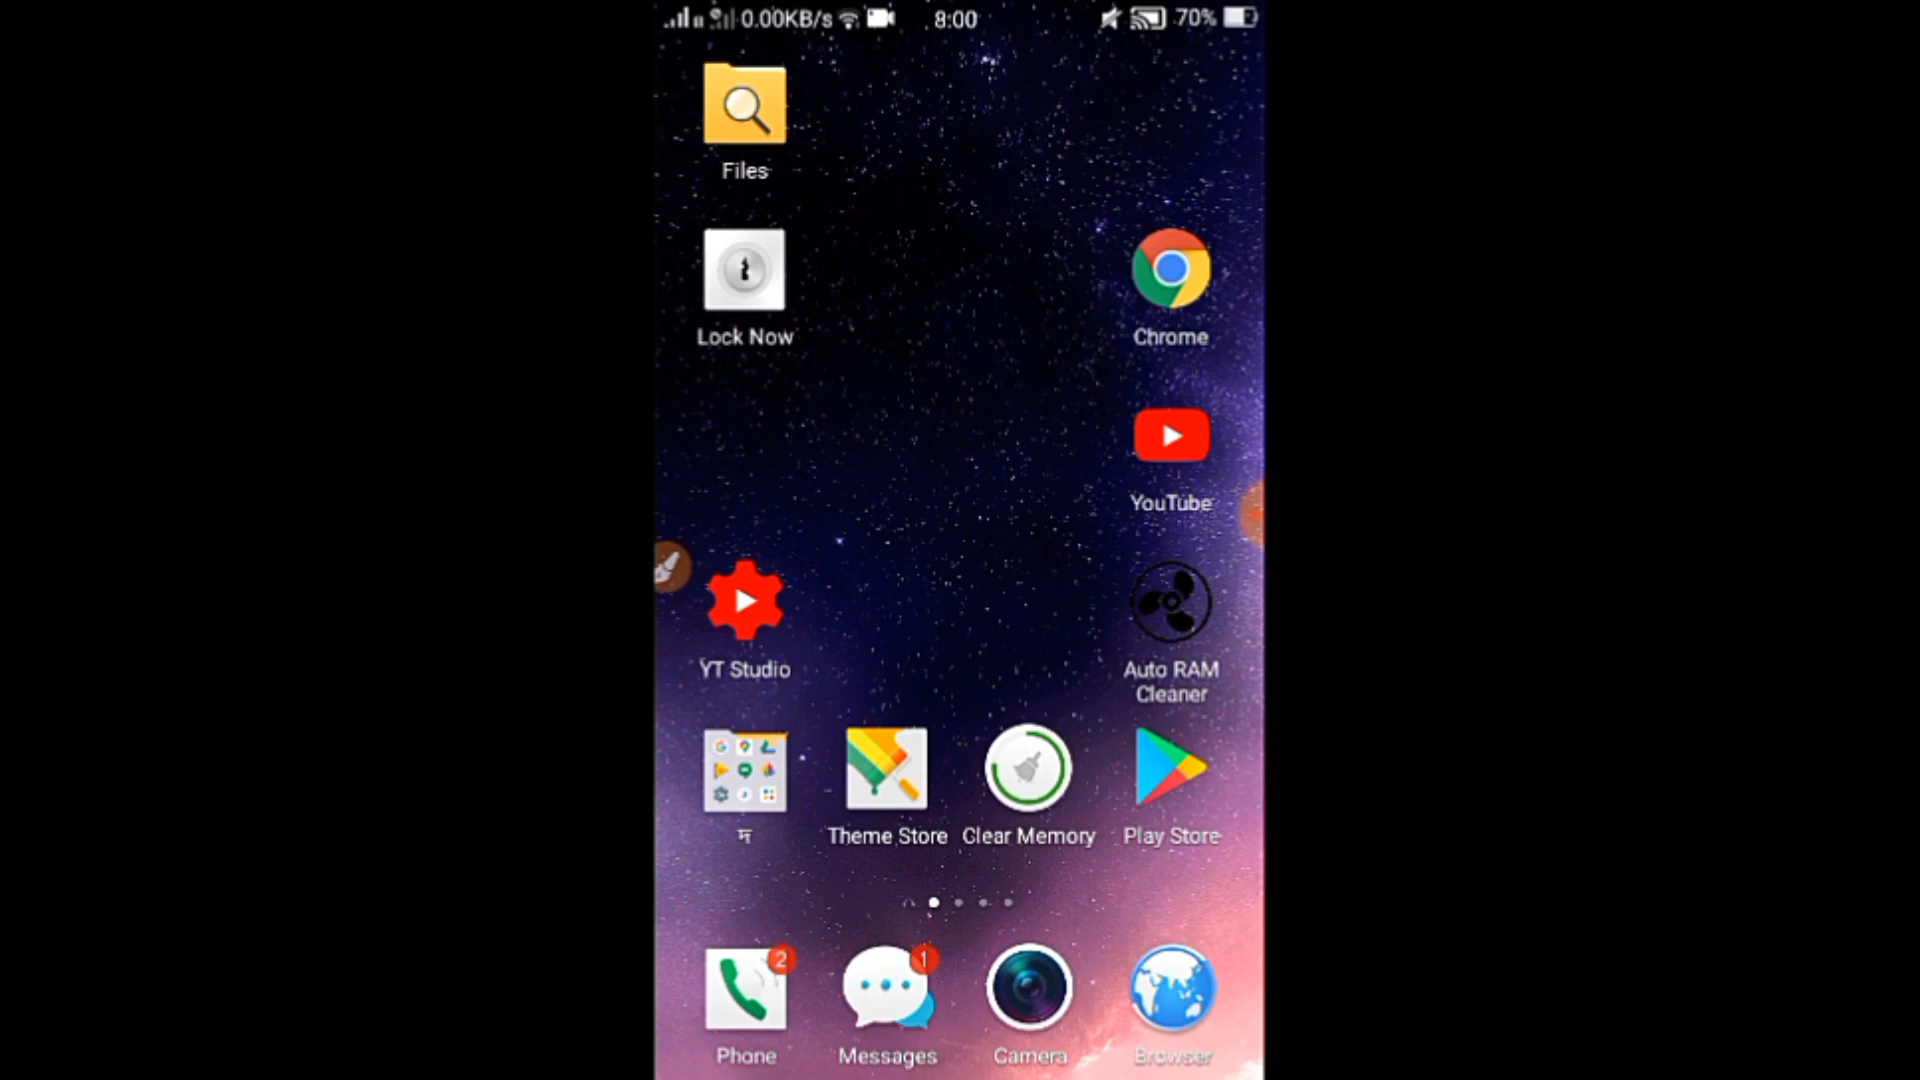 0.00KB/s 8:00 70%
Files
Lock Now
Chrome
YouTube
YT Studio
Auto RAM
Cleaner
न
Theme Store
Clear Memory
Play Store
2
1
Phone
Messages
Camera
Browser